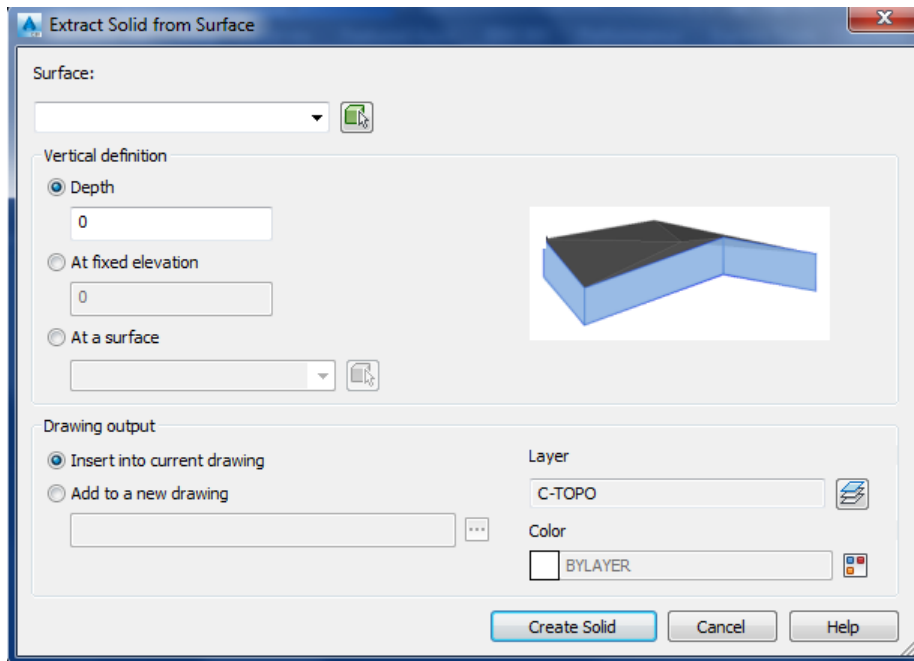 Extract Solid from Surface
Surface:
Vertical definition
Depth
0
At fixed elevation
0
At a surface
Drawing output
Insert into current drawing
Add to a new drawing
Layer
C-TOPO
Color
BYLAYER
Create Solid
Cancel
Help